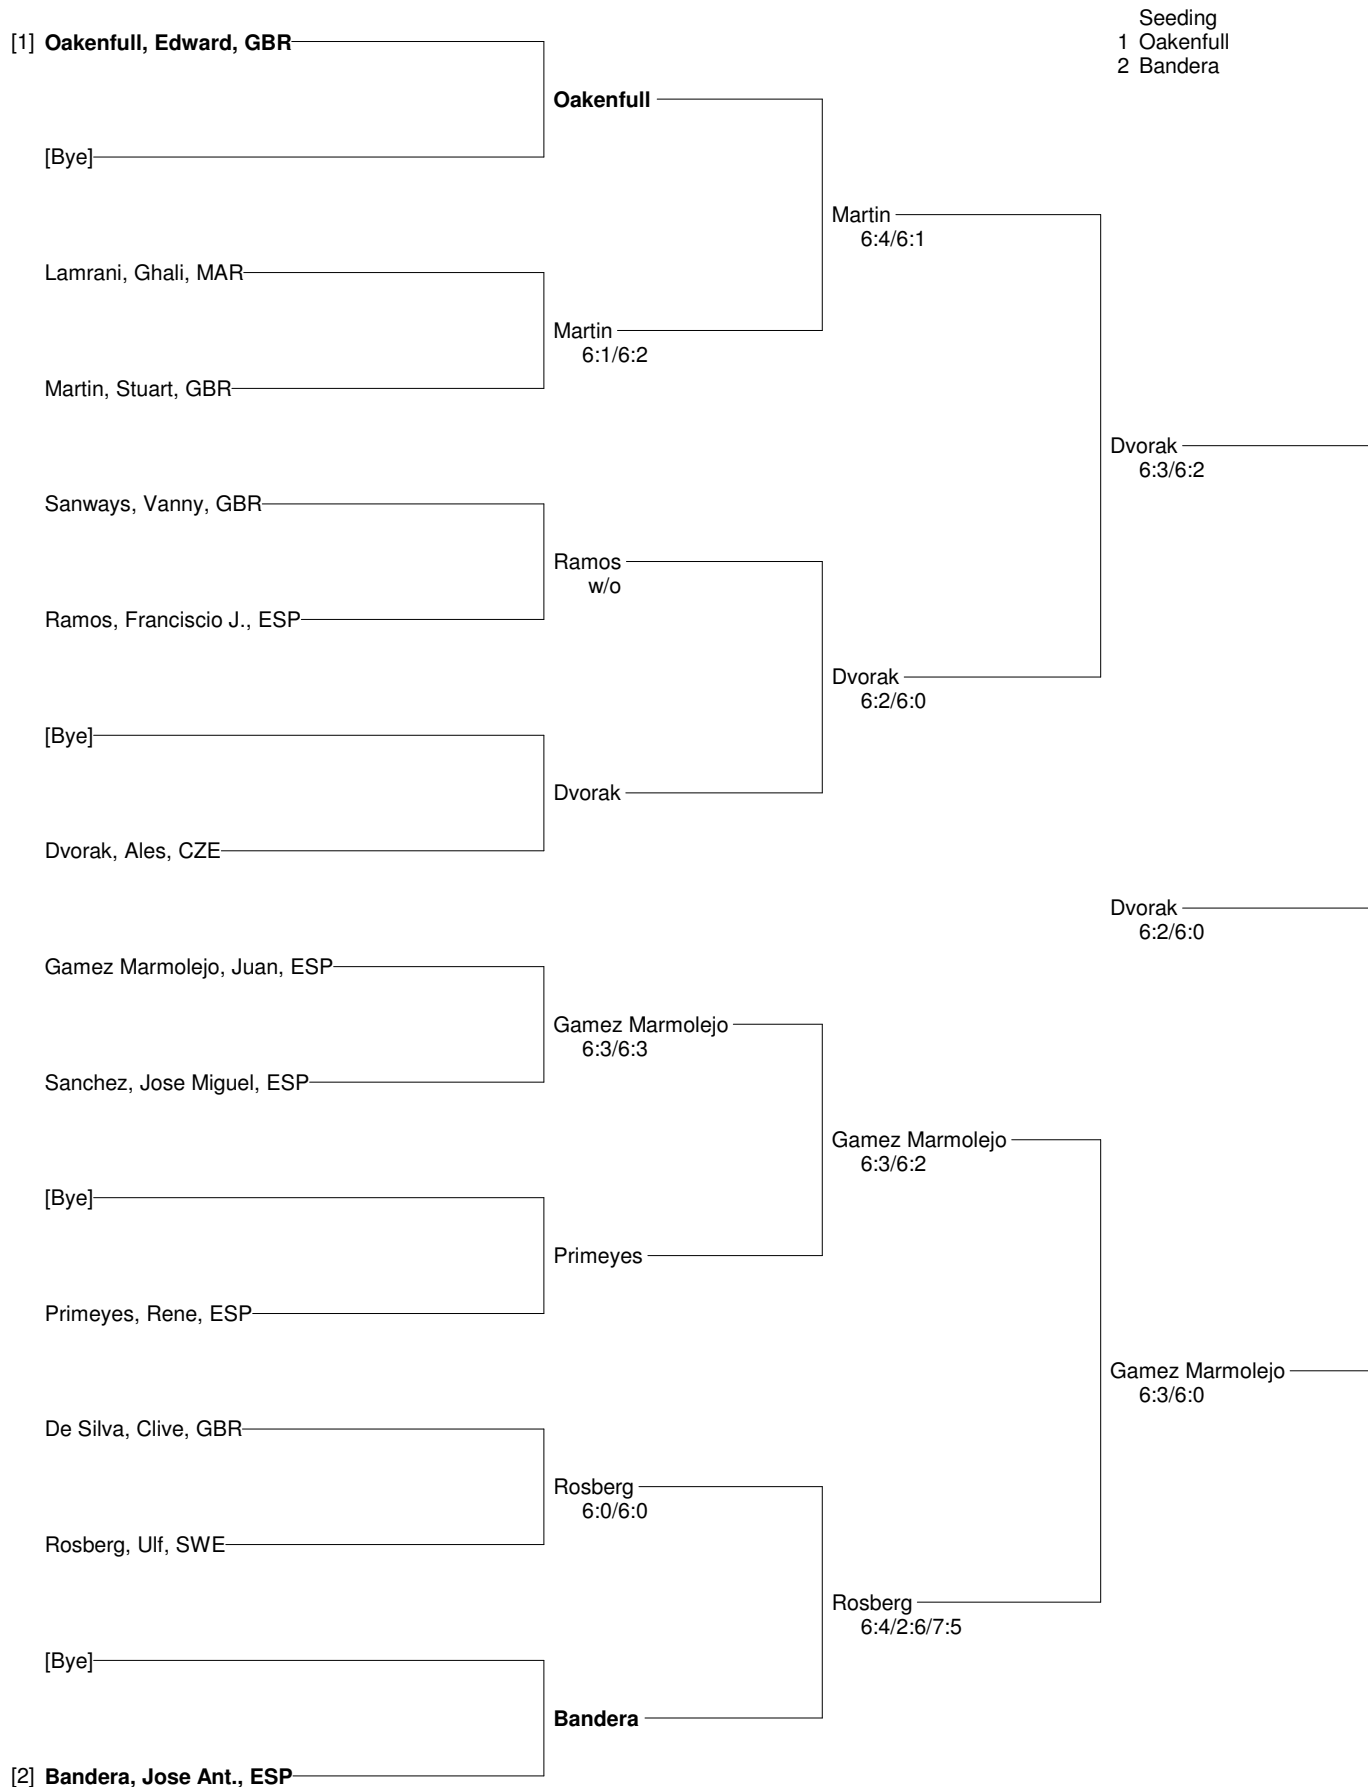 Seeding
1 Oakenfull
2 Bandera
[1] Oakenfull, Edward, GBR
Oakenfull
[Bye]
Martin
6:4/6:1
Lamrani, Ghali, MAR
Martin
6:1/6:2
Martin, Stuart, GBR
Dvorak
6:3/6:2
Sanways, Vanny, GBR
Ramos
w/o
Ramos, Franciscio J., ESP
Dvorak
6:2/6:0
[Bye]
Dvorak
Dvorak, Ales, CZE
Dvorak
6:2/6:0
Gamez Marmolejo, Juan, ESP
Gamez Marmolejo
6:3/6:3
Sanchez, Jose Miguel, ESP
Gamez Marmolejo
6:3/6:2
[Bye]
Primeyes
Primeyes, Rene, ESP
Gamez Marmolejo
6:3/6:0
De Silva, Clive, GBR
Rosberg
6:0/6:0
Rosberg, Ulf, SWE
Rosberg
6:4/2:6/7:5
[Bye]
Bandera
[2] Bandera, Jose Ant., ESP